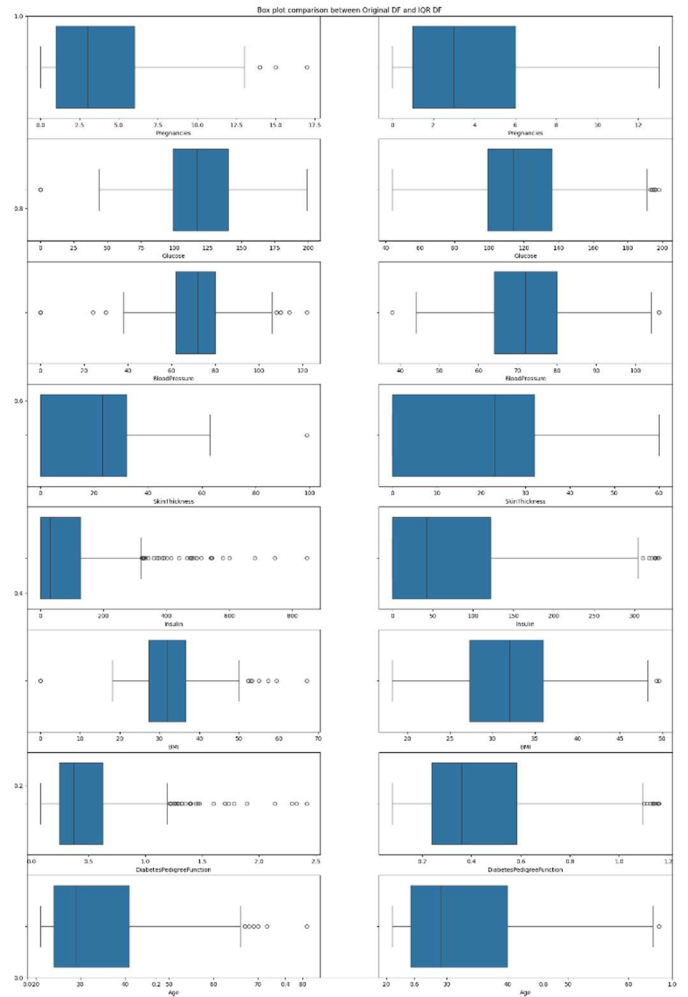 Box plot comparison between Original DF and IQR DF
1.0
0.0 2.5 5.0 7.5 10.0 12.5 15.0 17.5
Pregnancies
0 2 4 6 8 10 12
Pregnancies
0.8
0 25 50 75 100 125 150 175 200
Glucose
40 60 80 100 120 140 160 180 200
Glucose
0 20 40 60 80 100 120
BloodPressure
40 50 60 70 80 90 100
BloodPressure
0.6
0 20 40 60 80 100
SkinThickness
0 10 20 30 40 50 60
SkinThickness
0.4
0 200 400 600 800
Insulin
0 50 100 150 200 250 300
Insulin
0 10 20 30 40 50 60 70
BMI
20 25 30 35 40 45 50
BMI
0.2
0.0 0.5 1.0 1.5 2.0 2.5
DiabetesPedigreeFunction
0.2 0.4 0.6 0.8 1.0 1.2
DiabetesPedigreeFunction
0.0
0.0 20 30 40 50 60 70 0.4 80
Age
20 0.6 30 40 50 0.8 60 1.0
Age